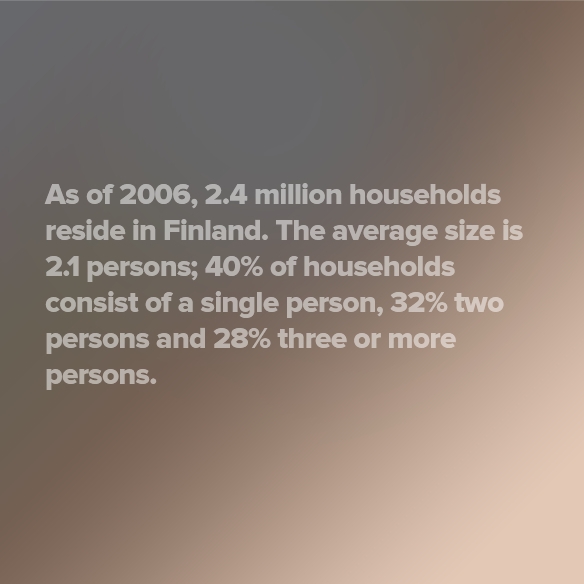 As of 2006, 2.4 million households
reside in Finland. The average size is
2.1 persons; 40% of households
consist of a single person, 32% two
persons and 28% three or more
persons.